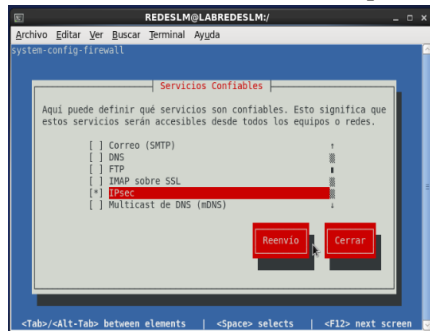 REDESLM@LABREDESLM:/
Archivo Editar Ver Buscar Terminal Ayuda
system-config-firewall
Servicios Confiables
Aquí puede definir qué servicios son confiables. Esto significa que
estos servicios serán accesibles desde todos los equipos o redes.
[ ] Correo (SMTP)
[ ] DNS
[ ] FTP
[ ] IMAP sobre SSL
[*] IPsec
[ ] Multicast de DNS (mDNS)
Reenvío Cerrar
<Tab>/<Alt-Tab> between elements | <Space> selects | <F12> next screen